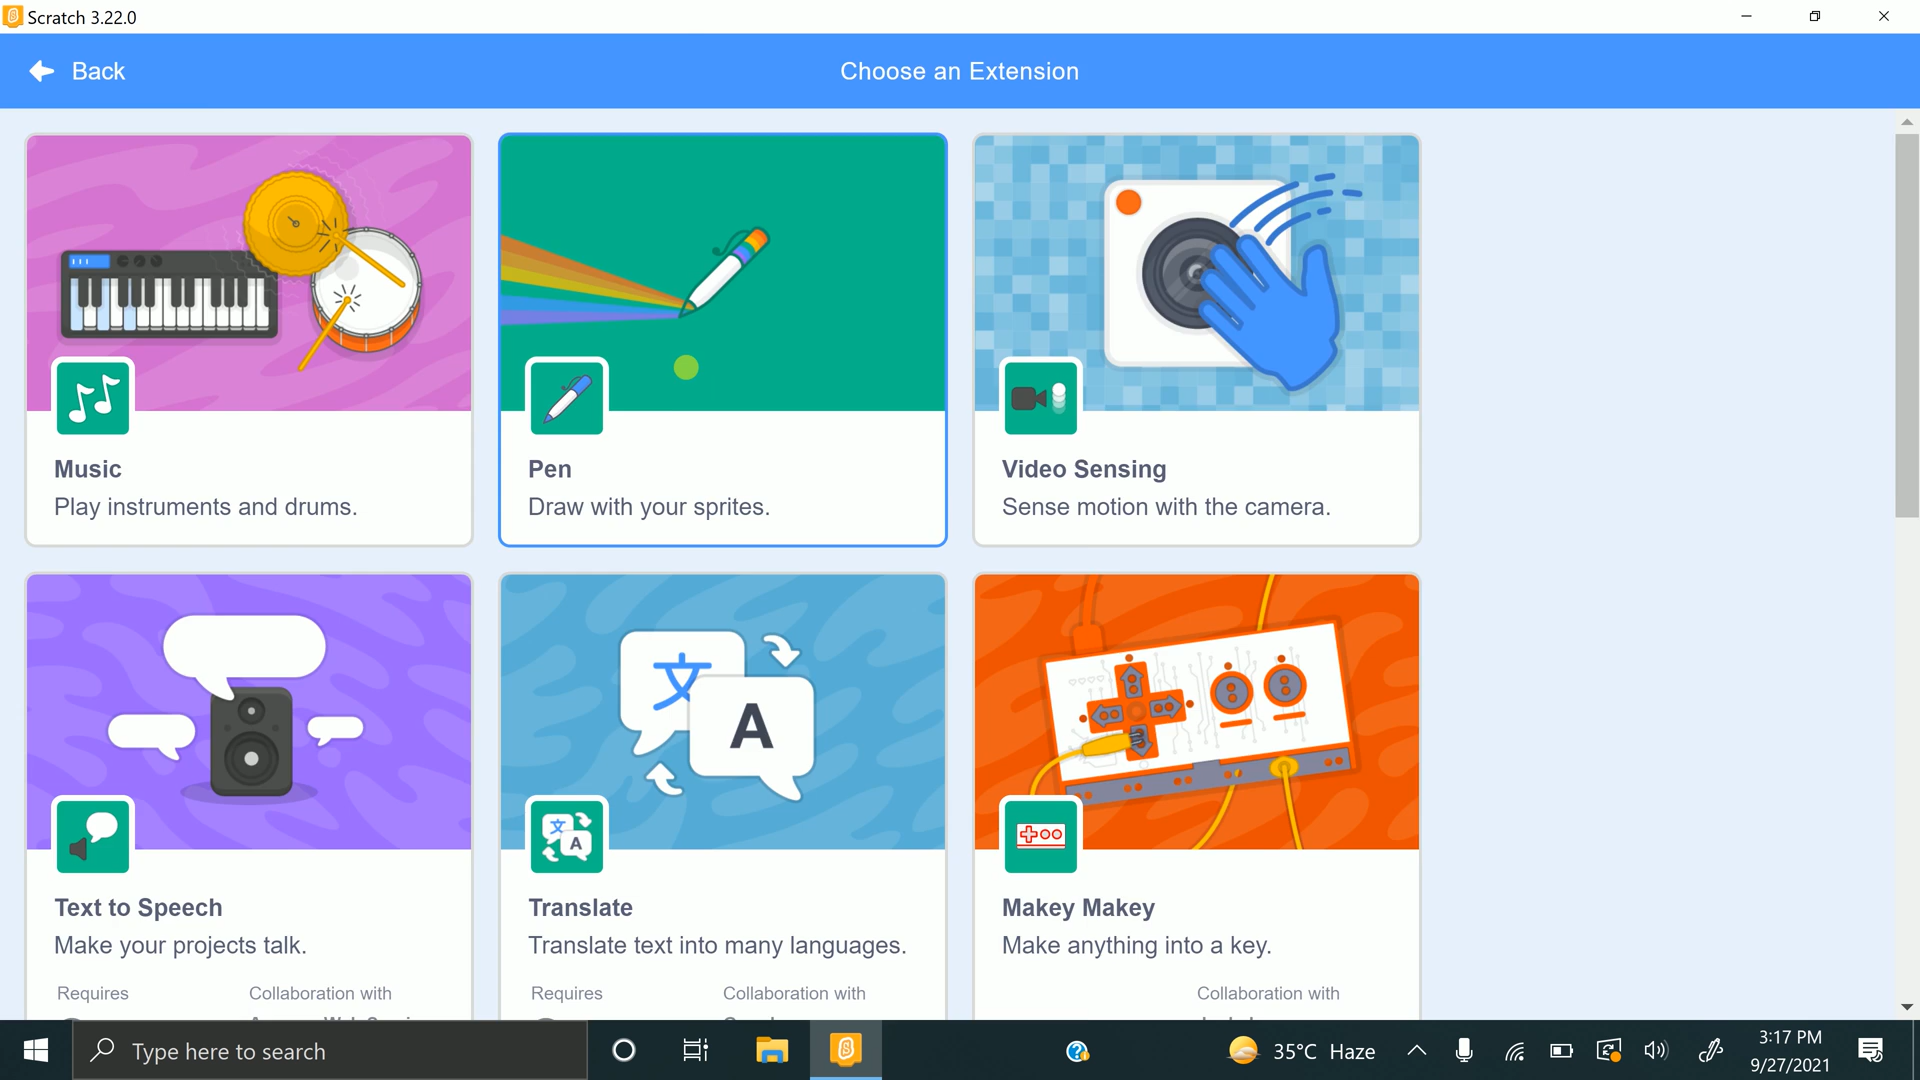 Scratch 3.22.0
Back
Choose an Extension
Music
Play instruments and drums.
Pen
Draw with your sprites.
Video Sensing
Sense motion with the camera.
文
A
文
A
Text to Speech
Make your projects talk.
Translate
Translate text into many languages.
Makey Makey
Make anything into a key.
Requires
Collaboration with
Requires
Collaboration with
Collaboration with
Type here to search
35°C Haze
3:17 PM
9/27/2021